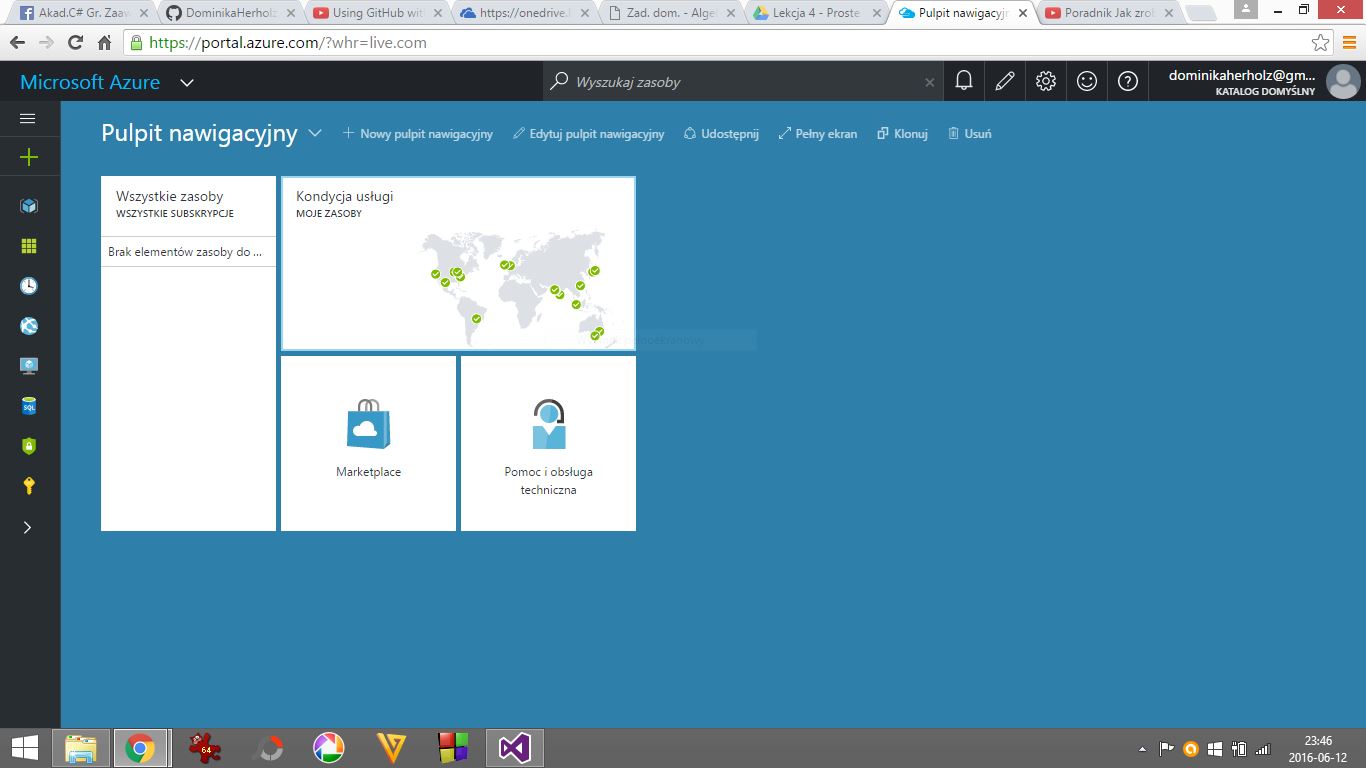 Akad.C# Gr. Zaaw
DominikaHerholz
Using GitHub wit
https://onedrive.l
Zad. dom. - Algel
Lekcja 4 - Proste
Pulpit nawigacyjn
Poradnik Jak zrob
https://portal.azure.com/?whr=live.com
Microsoft Azure
Wyszukaj zasoby
dominikaherholz@gm...
KATALOG DOMYŚLNY
Pulpit nawigacyjny
Nowy pulpit nawigacyjny
Edytuj pulpit nawigacyjny
Udostępnij
Pełny ekran
Klonuj
Usuń
Wszystkie zasoby
WSZYSTKIE SUBSKRYPCJE
Brak elementów zasoby do ...
Kondycja usługi
MOJE ZASOBY
Marketplace
Pomoc i obsługa
techniczna
SQL
64
23:46
2016-06-12